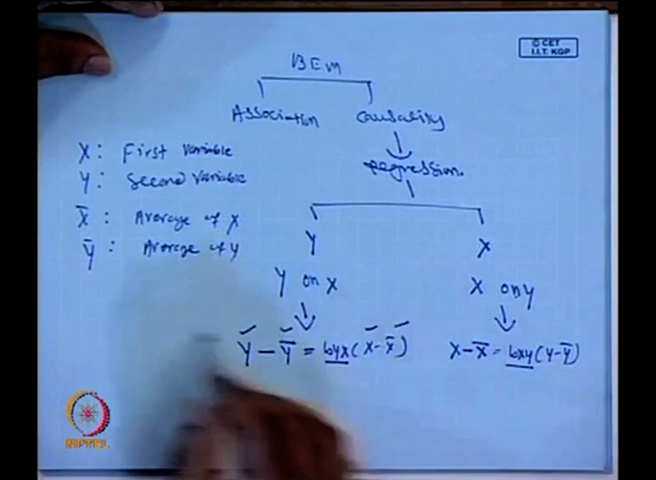 © CET
I.I.T. KGP
BEM
Association causality
regression.
X: First variable
Y: Second variable
X̄: Average of X
Ȳ: Average of Y
Y X
Y on X X on y
Y - Ȳ = byx(X - X̄) X - X̄ = bxy(Y - Ȳ)
NPTEL